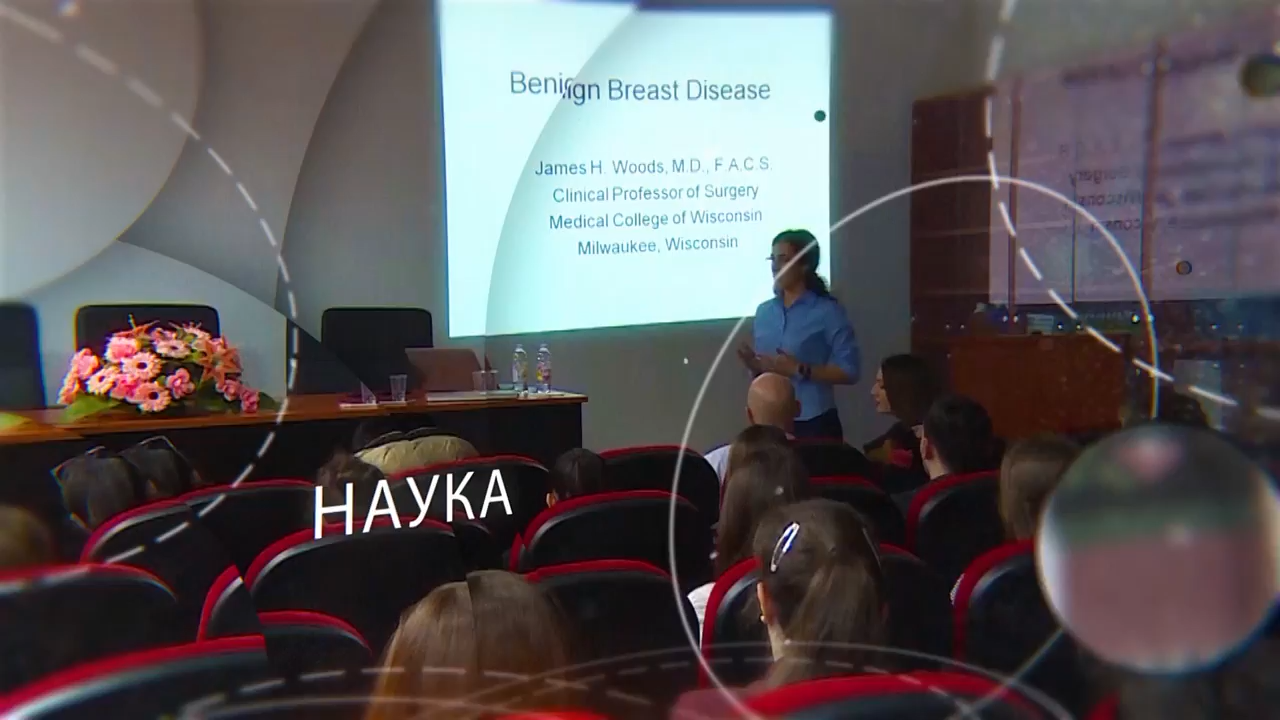 Benign Breast Disease
James H. Woods, M.D., F.A.C.S.
Clinical Professor of Surgery
Medical College of Wisconsin
Milwaukee, Wisconsin
НАУКА